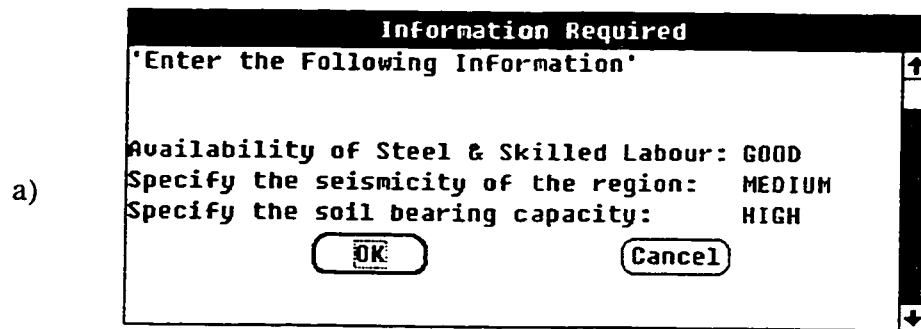 Information Required
'Enter the Following Information'
Availability of Steel & Skilled Labour: GOOD
a)
Specify the seismicity of the region: MEDIUM
Specify the soil bearing capacity: HIGH
OK Cancel